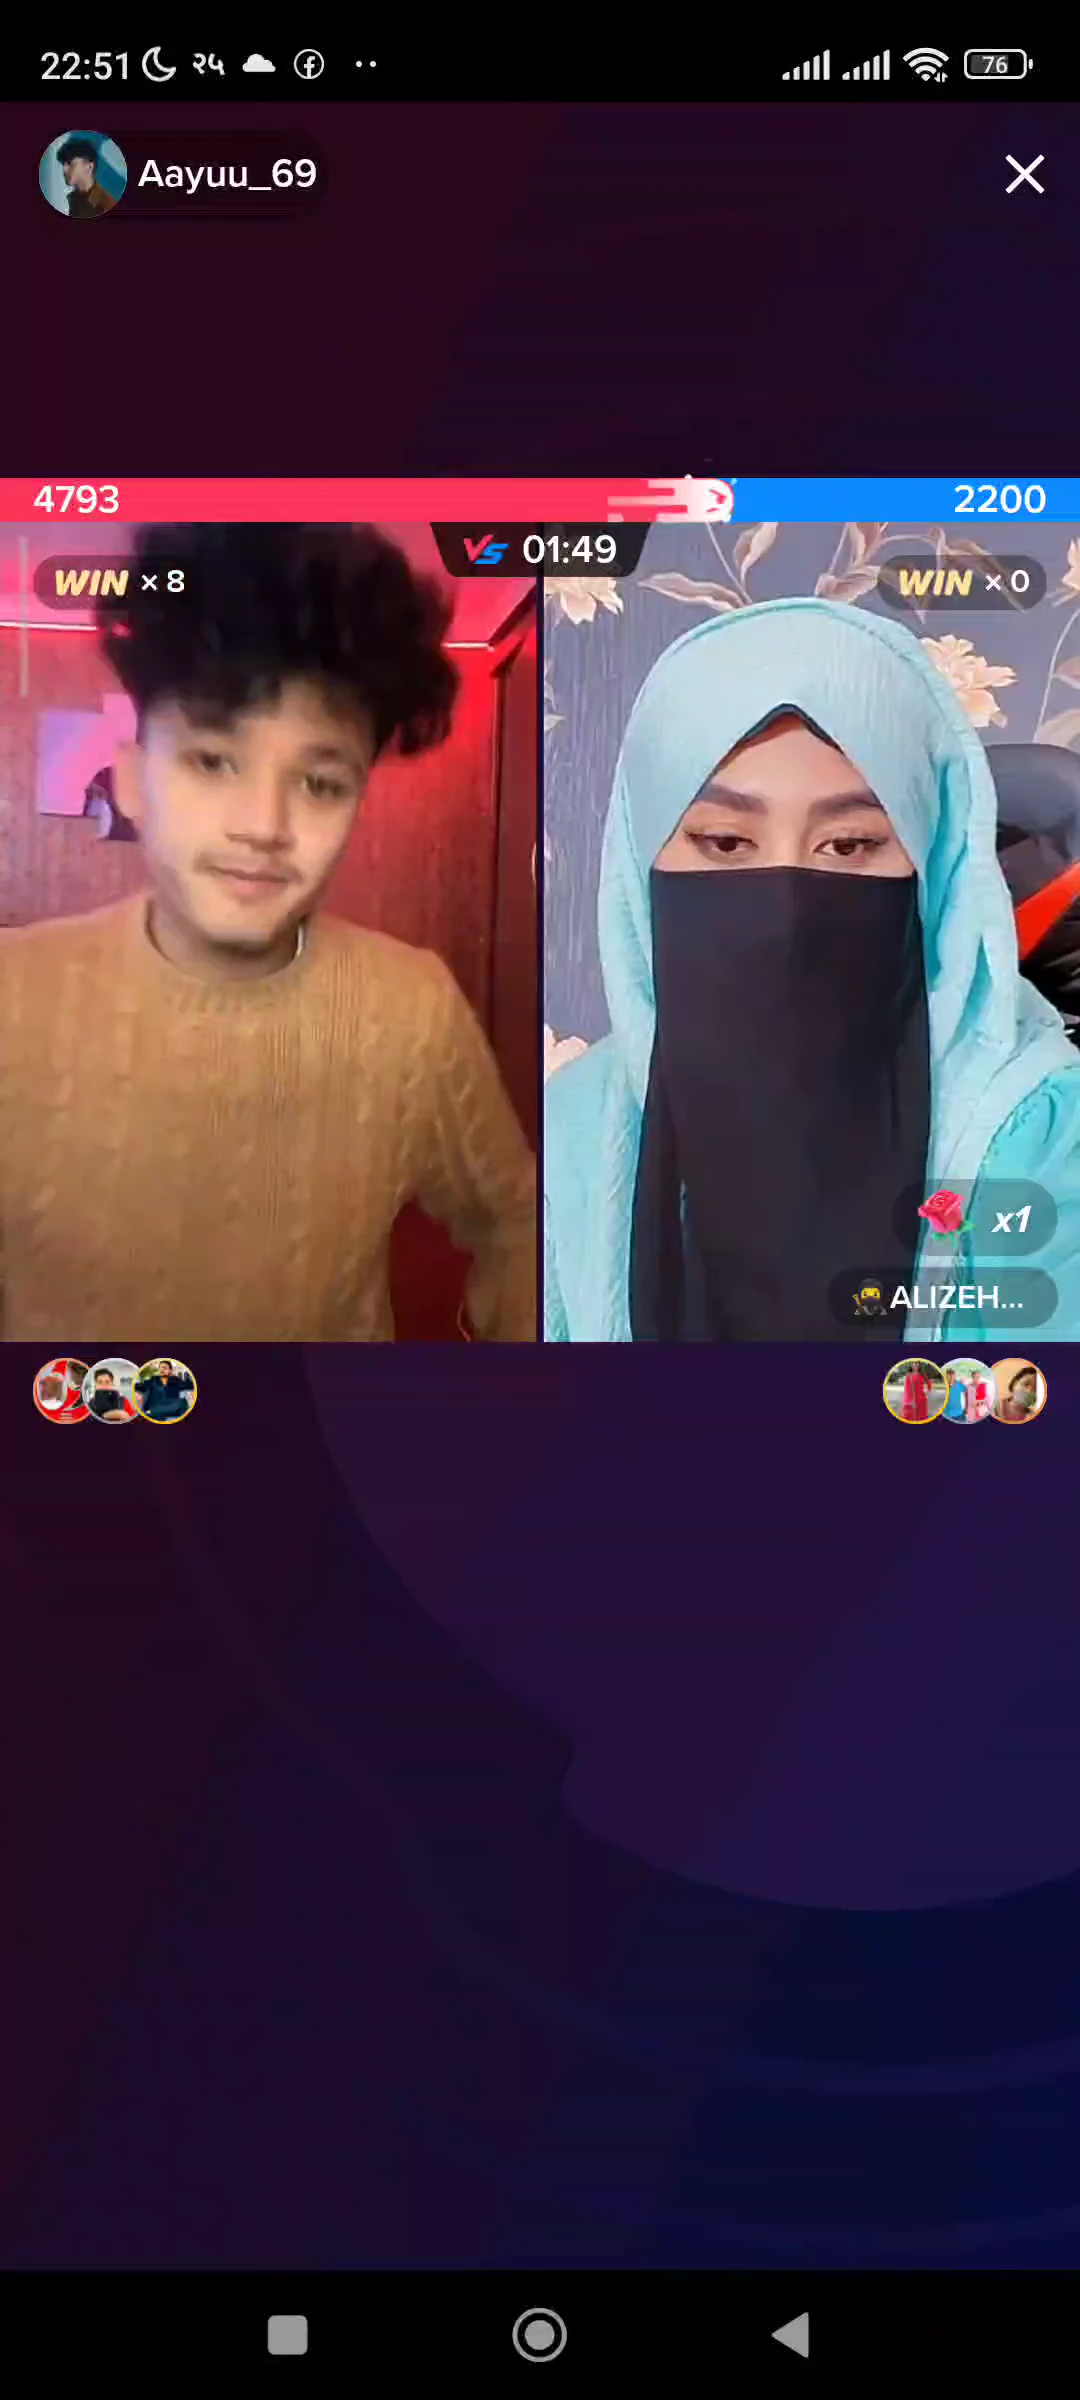 22:51 २५ 76
Aayuu_69
4793 2200
VS 01:49
WIN × 8
WIN × 0
x1
ALIZEH...